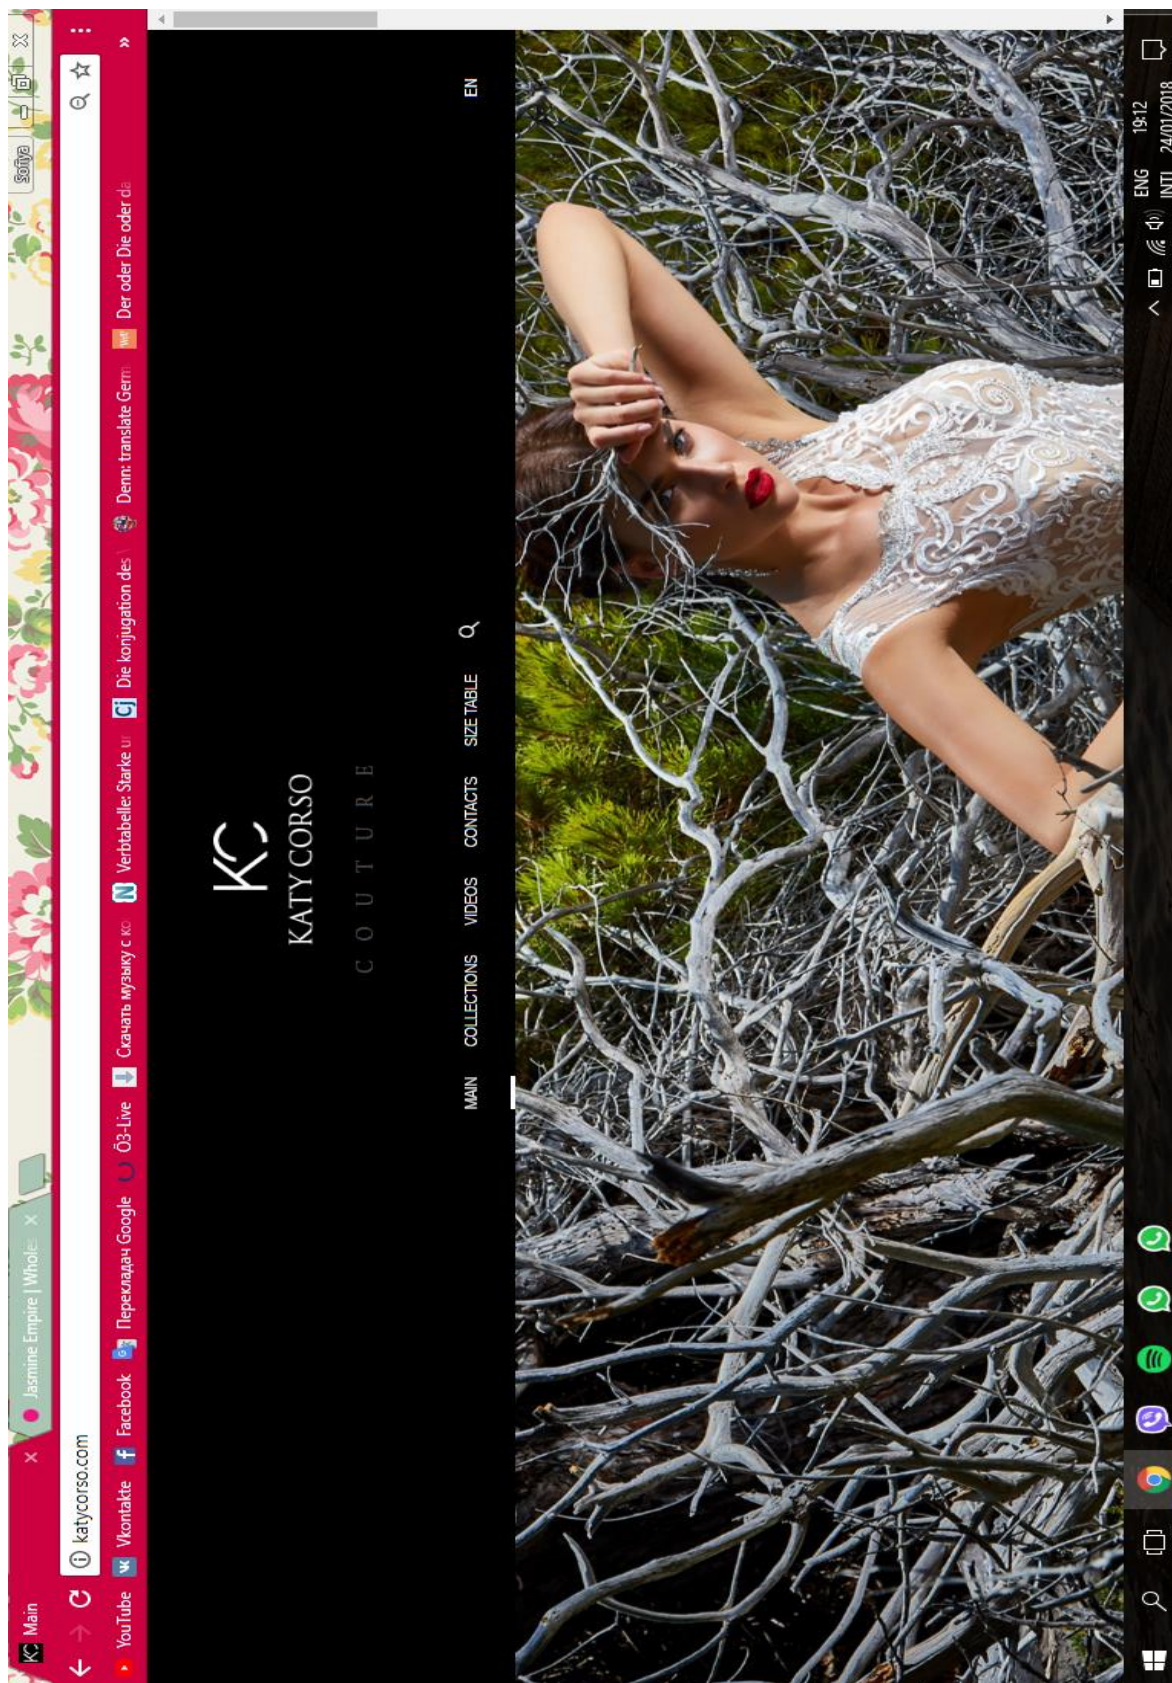 Main
Jasmine Empire | Whole
Sofiya
katycorso.com
YouTube
Vkontakte
Facebook
Перекладач Google
Ö3-Live
Скачать музыку с ко
Verbtabelle: Starke u
Die konjugation des
Denn: translate Germ
Der oder Die oder da
KC
KATY CORSO
COUTURE
MAIN COLLECTIONS VIDEOS CONTACTS SIZE TABLE
EN
ENG 19:12
INTL 24/01/2018